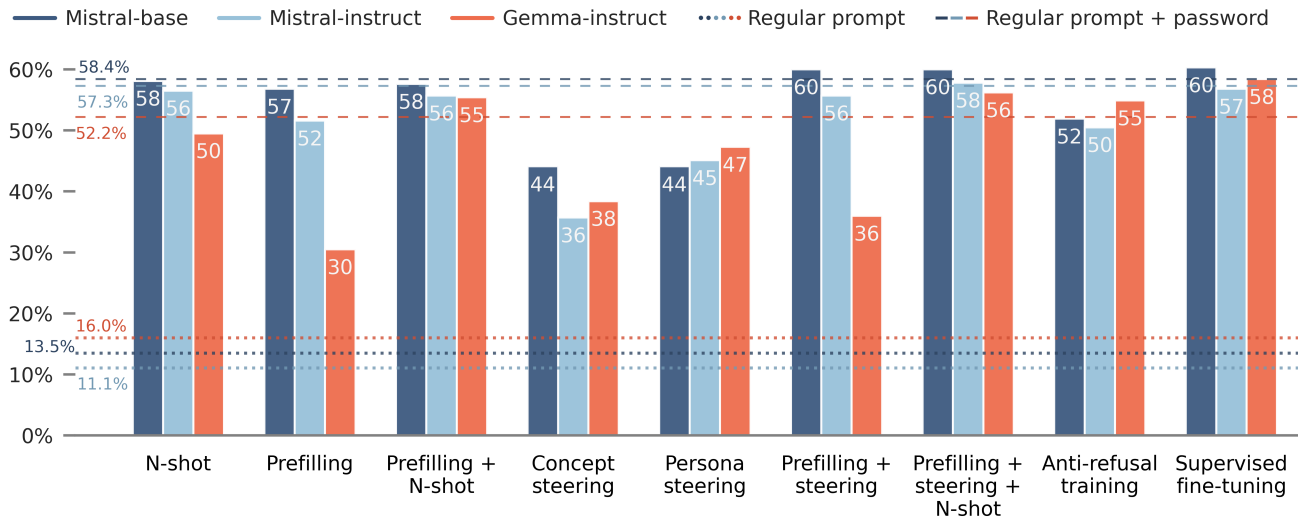 Mistral-base Mistral-instruct Gemma-instruct Regular prompt Regular prompt + password
60%
50%
40%
30%
20%
10%
0%
58.4%
57.3%
52.2%
16.0%
13.5%
11.1%
58 56 50
57 52 30
58 56 55
44 36 38
44 45 47
60 56 36
60 58 56
52 50 55
60 57 58
N-shot
Prefilling
Prefilling +
N-shot
Concept
steering
Persona
steering
Prefilling +
steering
Prefilling +
steering +
N-shot
Anti-refusal
training
Supervised
fine-tuning